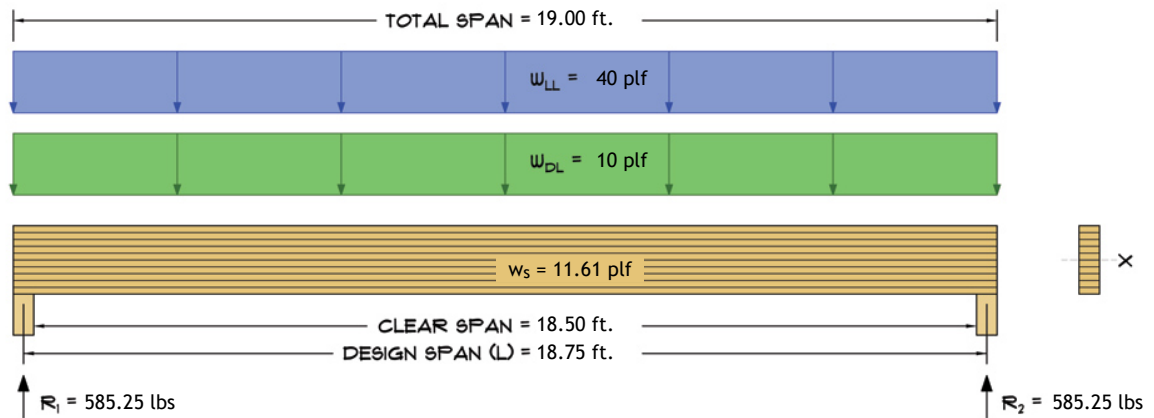 TOTAL SPAN = 19.00 ft.
WLL = 40 plf
WDL = 10 plf
ws = 11.61 plf
X
CLEAR SPAN = 18.50 ft.
DESIGN SPAN (L) = 18.75 ft.
R1 = 585.25 lbs
R2 = 585.25 lbs